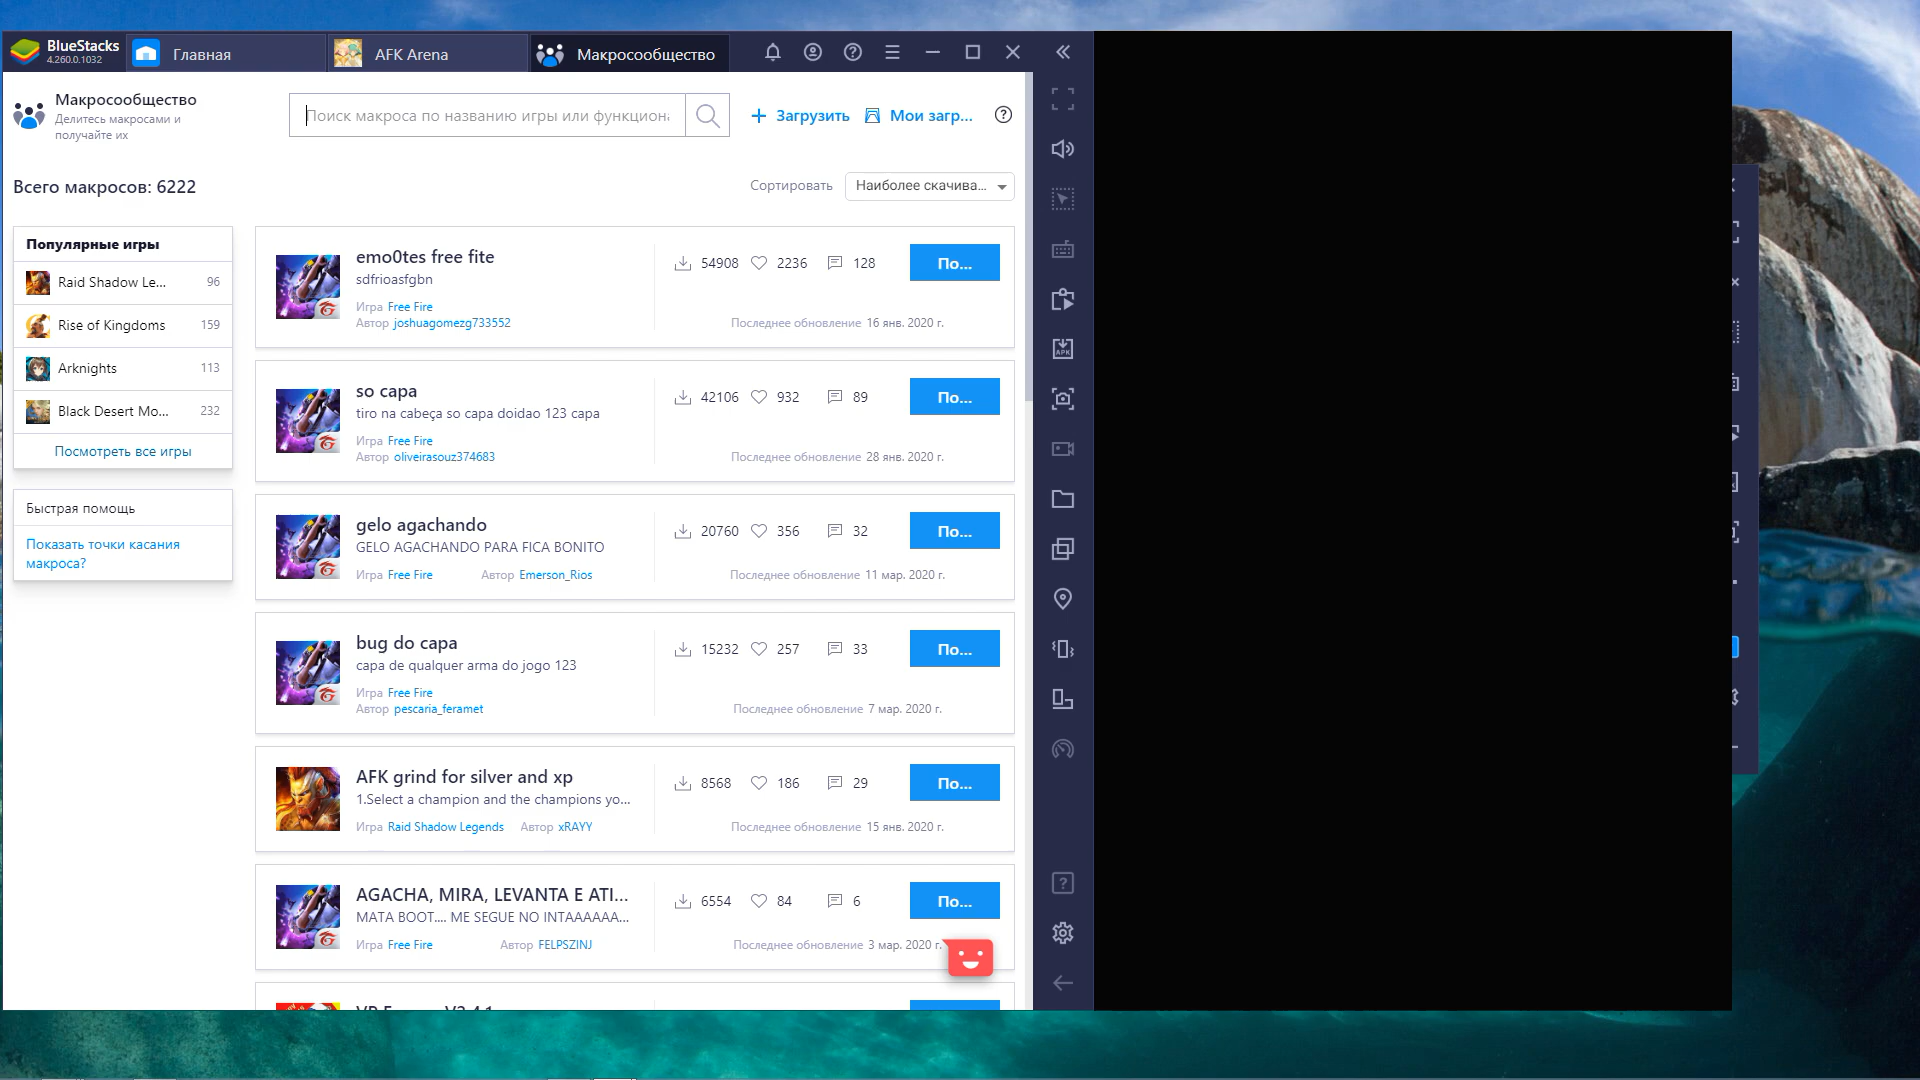 BlueStacks
4.260.0.1032
Главная
AFK Arena
Макросообщество
Макросообщество
Делитесь макросами и
получайте их
Поиск макроса по названию игры или функциона
Загрузить
Мои загр...
Всего макросов: 6222
Сортировать
Наиболее скачива...
Популярные игры
Raid Shadow Le... 96
Rise of Kingdoms 159
Arknights 113
Black Desert Mo... 232
Посмотреть все игры
Быстрая помощь
Показать точки касания
макроса?
emo0tes free fite
sdfrioasfgbn
Игра Free Fire
Автор joshuagomezg733552
54908 2236 128
По...
Последнее обновление 16 янв. 2020 г.
so capa
tiro na cabeça so capa doidao 123 capa
Игра Free Fire
Автор oliveirasouz374683
42106 932 89
По...
Последнее обновление 28 янв. 2020 г.
gelo agachando
GELO AGACHANDO PARA FICA BONITO
Игра Free Fire Автор Emerson_Rios
20760 356 32
По...
Последнее обновление 11 мар. 2020 г.
bug do capa
capa de qualquer arma do jogo 123
Игра Free Fire
Автор pescaria_feramet
15232 257 33
По...
Последнее обновление 7 мар. 2020 г.
AFK grind for silver and xp
1.Select a champion and the champions yo...
Игра Raid Shadow Legends Автор xRAYY
8568 186 29
По...
Последнее обновление 15 янв. 2020 г.
AGACHA, MIRA, LEVANTA E ATI...
MATA BOOT.... ME SEGUE NO INTAAAAAA...
Игра Free Fire Автор FELPSZINJ
6554 84 6
По...
Последнее обновление 3 мар. 2020 г.
APK